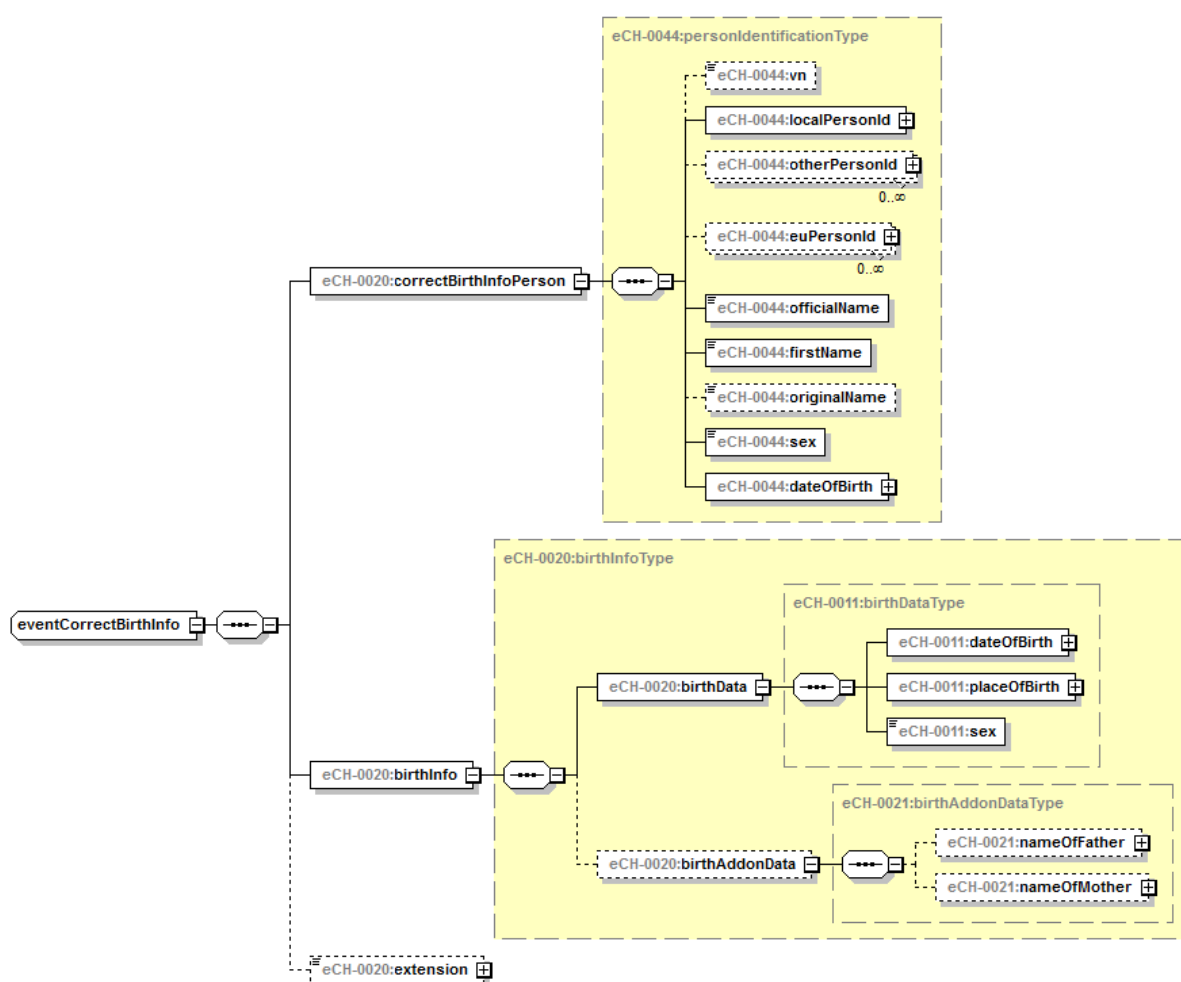 eCH-0044:personIdentificationType
eCH-0044:vn
eCH-0044:localPersonId
eCH-0044:otherPersonId
0..∞
eCH-0044:euPersonId
0..∞
eCH-0020:correctBirthInfoPerson
eCH-0044:officialName
eCH-0044:firstName
eCH-0044:originalName
eCH-0044:sex
eCH-0044:dateOfBirth
eCH-0020:birthInfoType
eventCorrectBirthInfo
eCH-0011:birthDataType
eCH-0011:dateOfBirth
eCH-0020:birthData
eCH-0011:placeOfBirth
eCH-0011:sex
eCH-0020:birthInfo
eCH-0021:birthAddonDataType
eCH-0021:nameOfFather
eCH-0020:birthAddonData
eCH-0021:nameOfMother
eCH-0020:extension